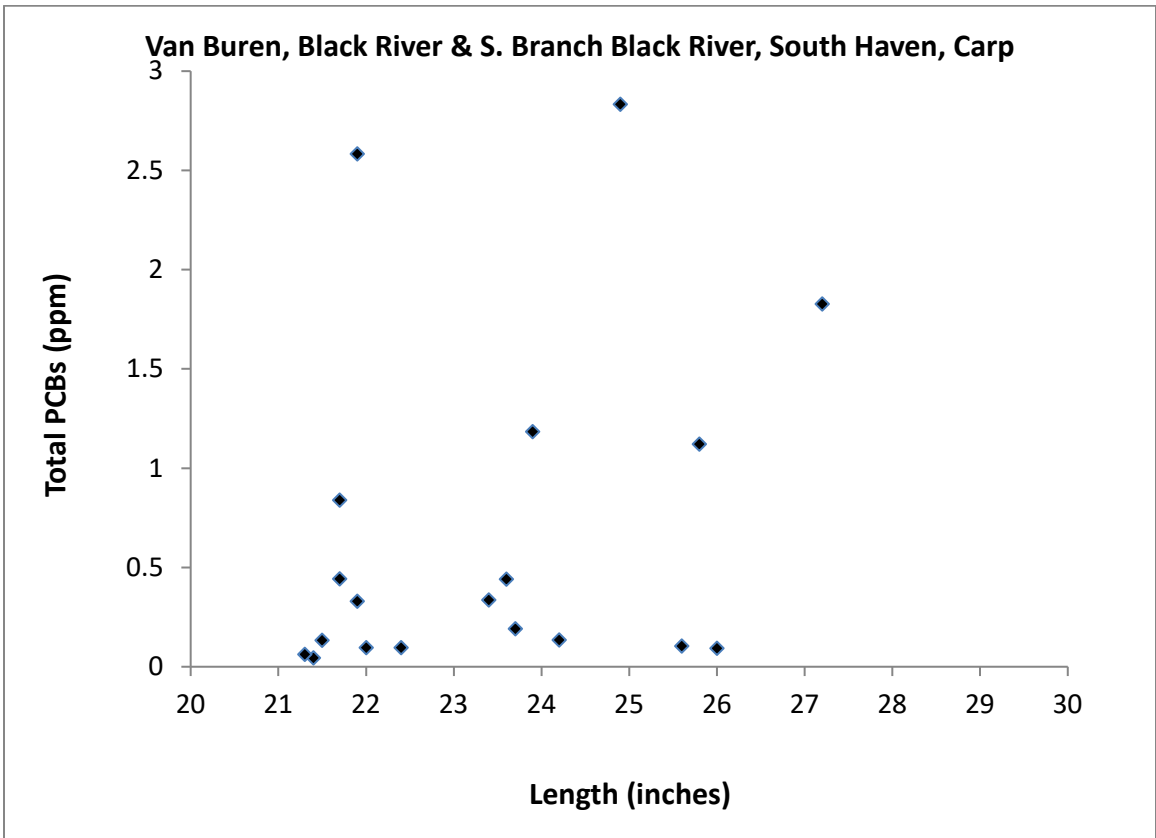 Van Buren, Black River & S. Branch Black River, South Haven, Carp
3
2.5
2
1.5
1
0.5
0
Total PCBs (ppm)
20 21 22 23 24 25 26 27 28 29 30
Length (inches)